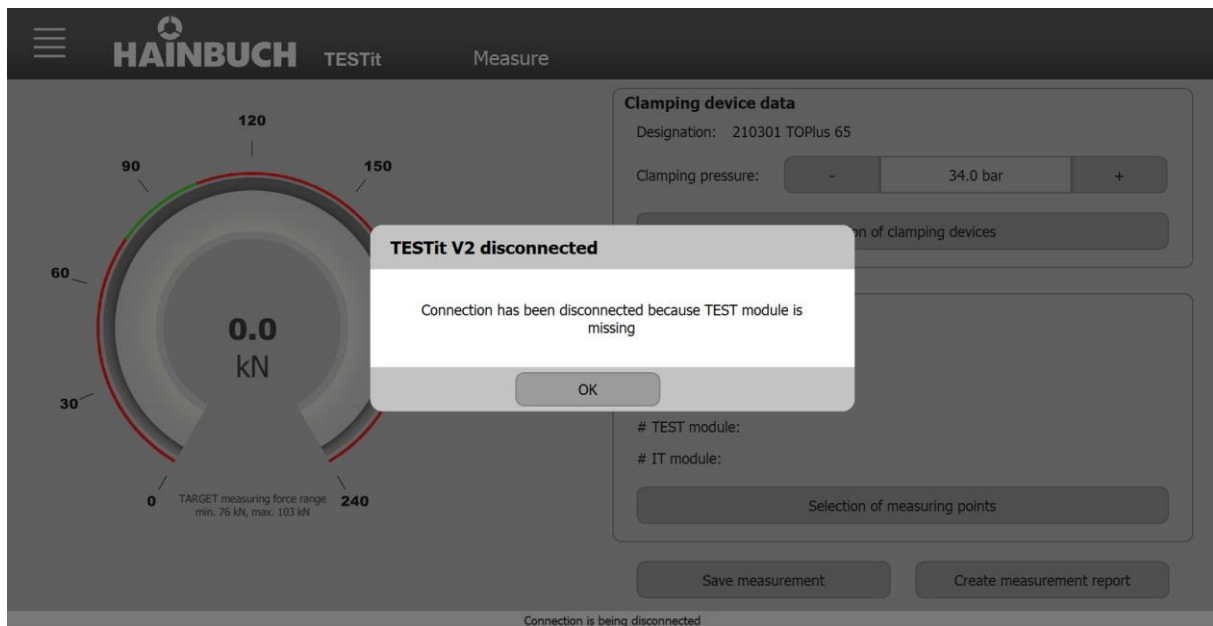 HAINBUCH TESTit Measure
120
90
150
60
30
0
240
0.0
kN
TARGET measuring force range
min. 76 kN, max. 103 kN
Clamping device data
Designation: 210301 TOPlus 65
Clamping pressure: - 34.0 bar +
of clamping devices
TESTit V2 disconnected
Connection has been disconnected because TEST module is
missing
OK
# TEST module:
# IT module:
Selection of measuring points
Save measurement
Create measurement report
Connection is being disconnected